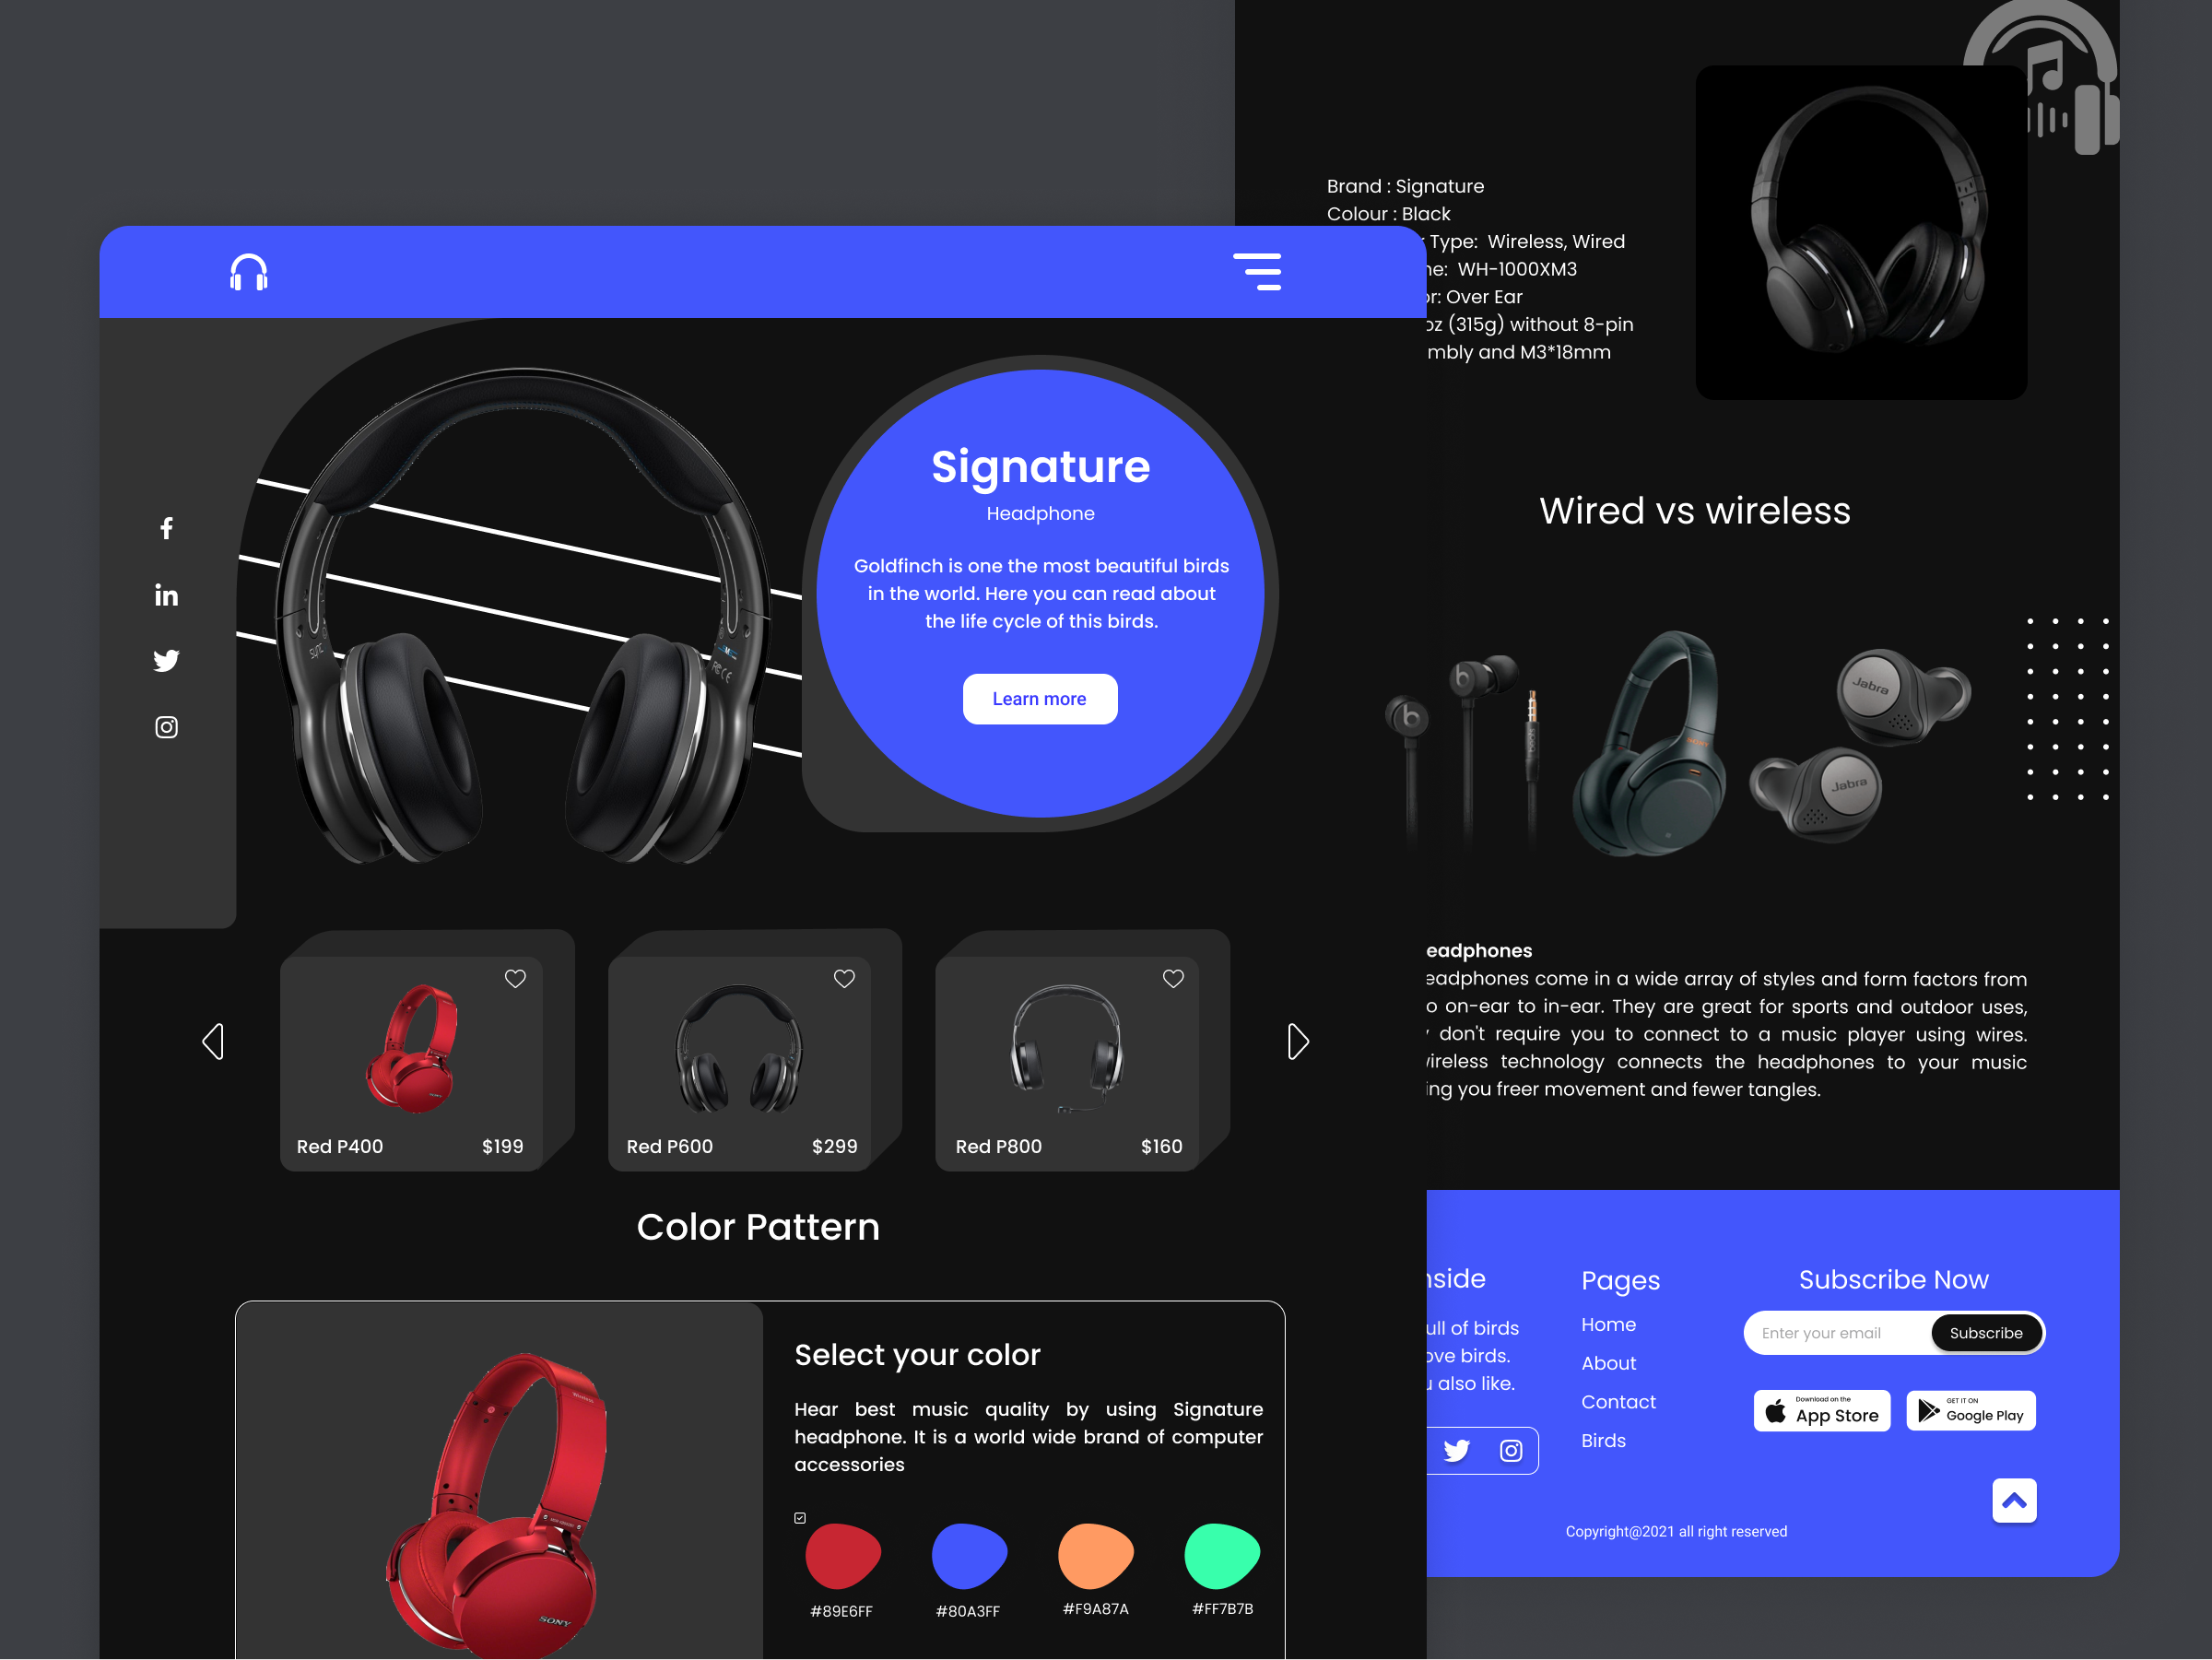 Brand : Signature
Colour : Black
Type: Wireless, Wired
WH-1000XM3
Over Ear
oz (315g) without 8-pin
mbly and M3*18mm
Signature
Headphone
Goldfinch is one the most beautiful birds
in the world. Here you can read about
the life cycle of this birds.
Learn more
Wired vs wireless
beats
SONY
Jabra
Jabra
Red P400
$199
Red P600
$299
Red P800
$160
eadphones
eadphones come in a wide array of styles and form factors from
o on-ear to in-ear. They are great for sports and outdoor uses,
don't require you to connect to a music player using wires.
ireless technology connects the headphones to your music
ing you freer movement and fewer tangles.
Color Pattern
Select your color
Hear best music quality by using Signature
headphone. It is a world wide brand of computer
accessories
SONY
#89E6FF
#80A3FF
#F9A87A
#FF7B7B
nside
ull of birds
ove birds.
also like.
Pages
Home
About
Contact
Birds
Subscribe Now
Enter your email
Subscribe
Download on the
App Store
GET IT ON
Google Play
Copyright@2021 all right reserved